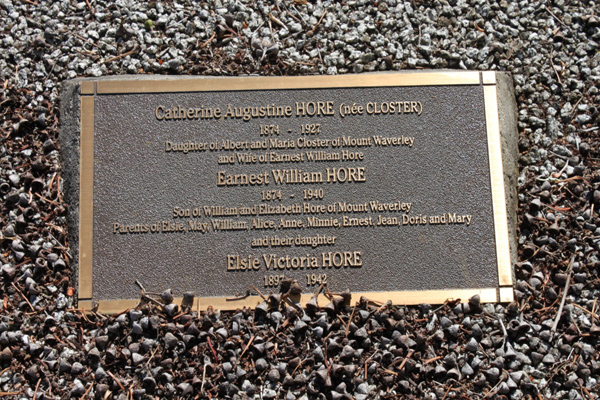 Catherine Augustine HORE (née CLOSTER)
1874 - 1927
Daughter of Albert and Maria Closter of Mount Waverley
and Wife of Earnest William Hore
Earnest William HORE
1874 - 1940
Son of William and Elizabeth Hore of Mount Waverley
Parents of Elsie, May, William, Alice, Anne, Minnie, Ernest, Jean, Doris and Mary
and their daughter
Elsie Victoria HORE
1897 - 1942